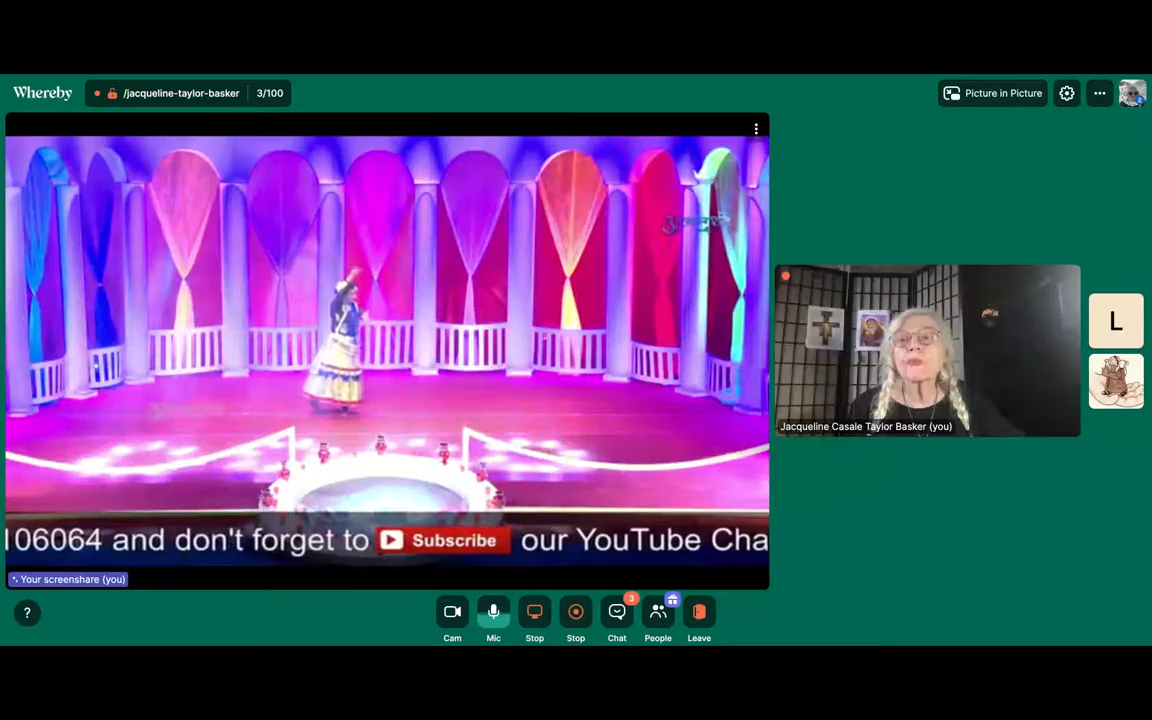 Whereby
/jacqueline-taylor-basker
3/100
Picture in Picture
106064 and don't forget to Subscribe our YouTube Cha
Your screenshare (you)
Jacqueline Casale Taylor Basker (you)
L
?
3
Cam
Mic
Stop
Stop
Chat
People
Leave